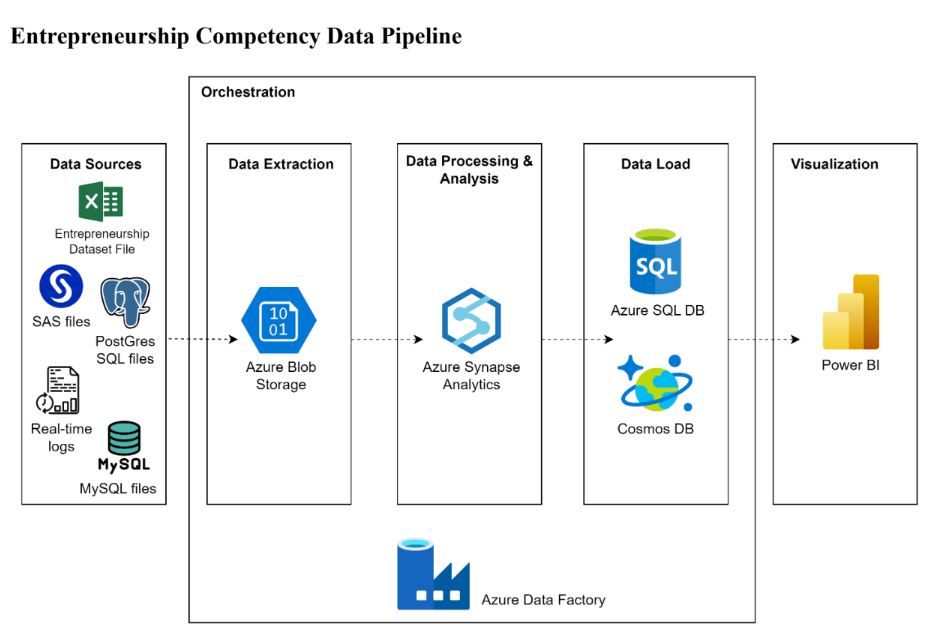 Entrepreneurship Competency Data Pipeline
Orchestration
Data Sources
Entrepreneurship
Dataset File
SAS files
PostGres
SQL files
Real-time
logs
MySQL
MySQL files
Data Extraction
10
01
Azure Blob
Storage
Data Processing &
Analysis
Azure Synapse
Analytics
Data Load
SQL
Azure SQL DB
Cosmos DB
Visualization
Power BI
Azure Data Factory